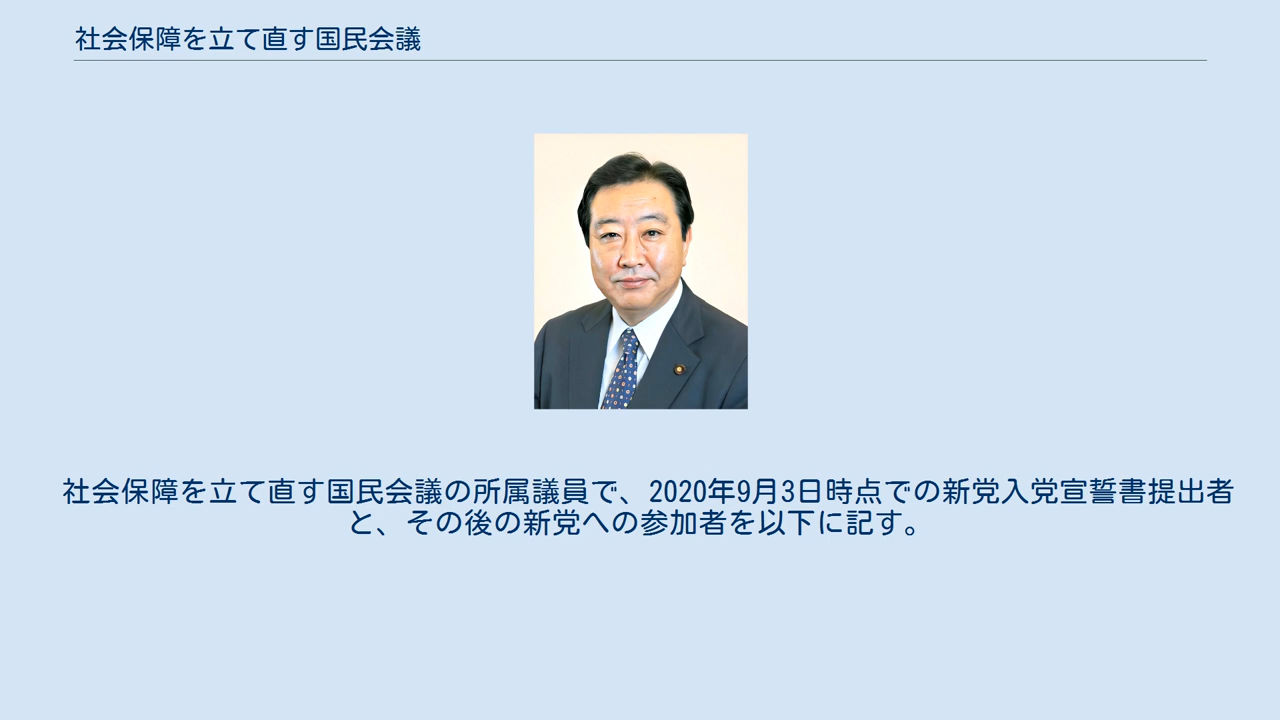 社会保障を立て直す国民会議
社会保障を立て直す国民会議の所属議員で、2020年9月3日時点での新党入党宣誓書提出者
と、その後の新党への参加者を以下に記す。